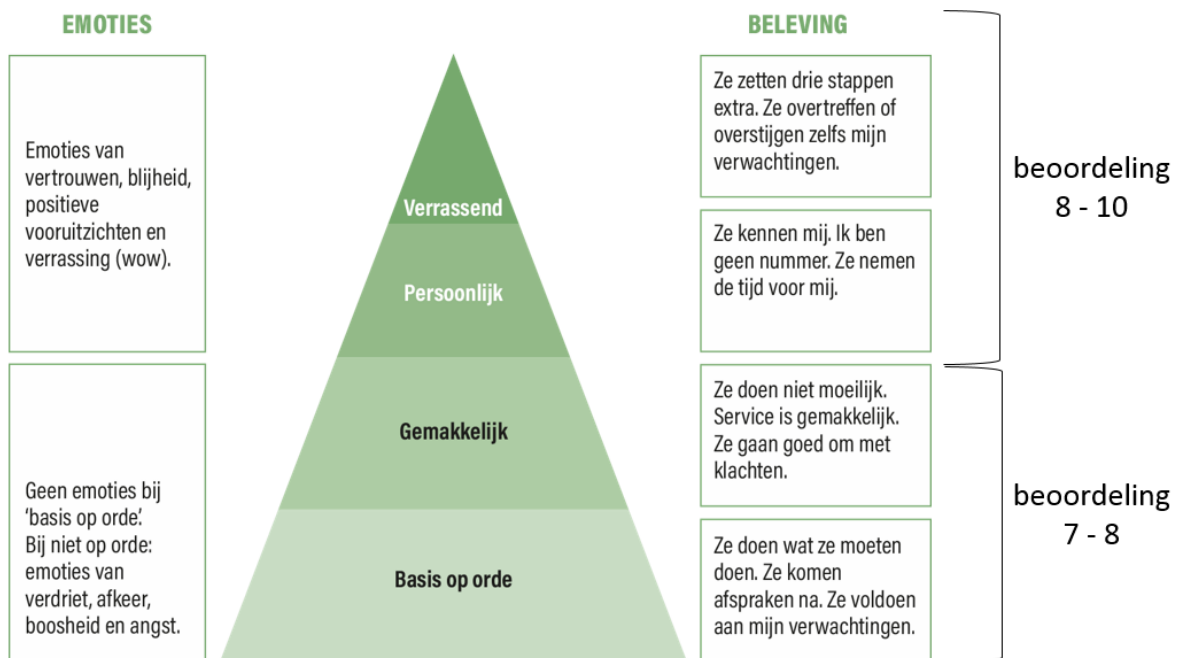 EMOTIES
Emoties van
vertrouwen, blijheid,
positieve
vooruitzichten en
verrassing (wow).
Geen emoties bij
‘basis op orde’.
Bij niet op orde:
emoties van
verdriet, afkeer,
boosheid en angst.
Verrassend
Persoonlijk
Gemakkelijk
Basis op orde
BELEVING
Ze zetten drie stappen
extra. Ze overtreffen of
overstijgen zelfs mijn
verwachtingen.
Ze kennen mij. Ik ben
geen nummer. Ze nemen
de tijd voor mij.
Ze doen niet moeilijk.
Service is gemakkelijk.
Ze gaan goed om met
klachten.
Ze doen wat ze moeten
doen. Ze komen
afspraken na. Ze voldoen
aan mijn verwachtingen.
beoordeling
8 - 10
beoordeling
7 - 8